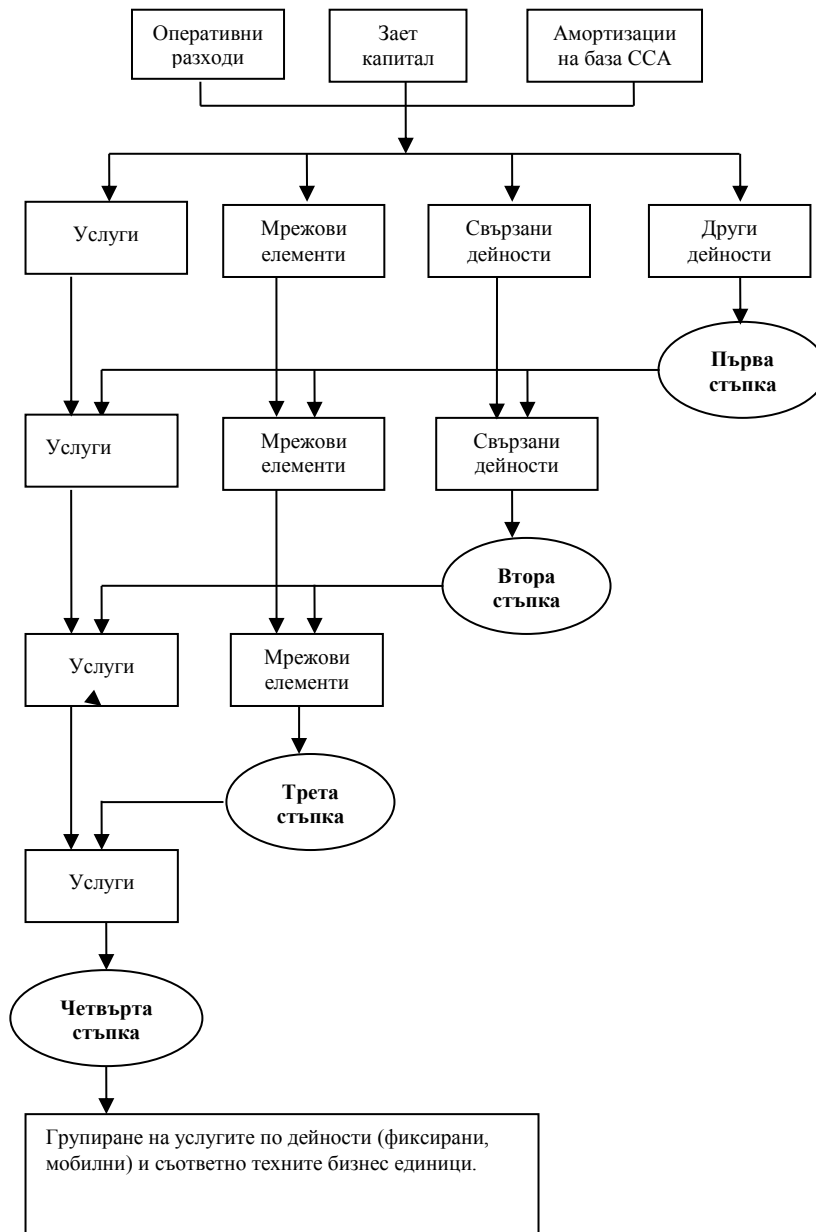 Оперативни
разходи
Зает
капитал
Амортизации
на база ССА
Услуги
Мрежови
елементи
Свързани
дейности
Други
дейности
Първа
стъпка
Услуги
Мрежови
елементи
Свързани
дейности
Втора
стъпка
Услуги
Мрежови
елементи
Трета
стъпка
Услуги
Четвърта
стъпка
Групиране на услугите по дейности (фиксирани,
мобилни) и съответно техните бизнес единици.